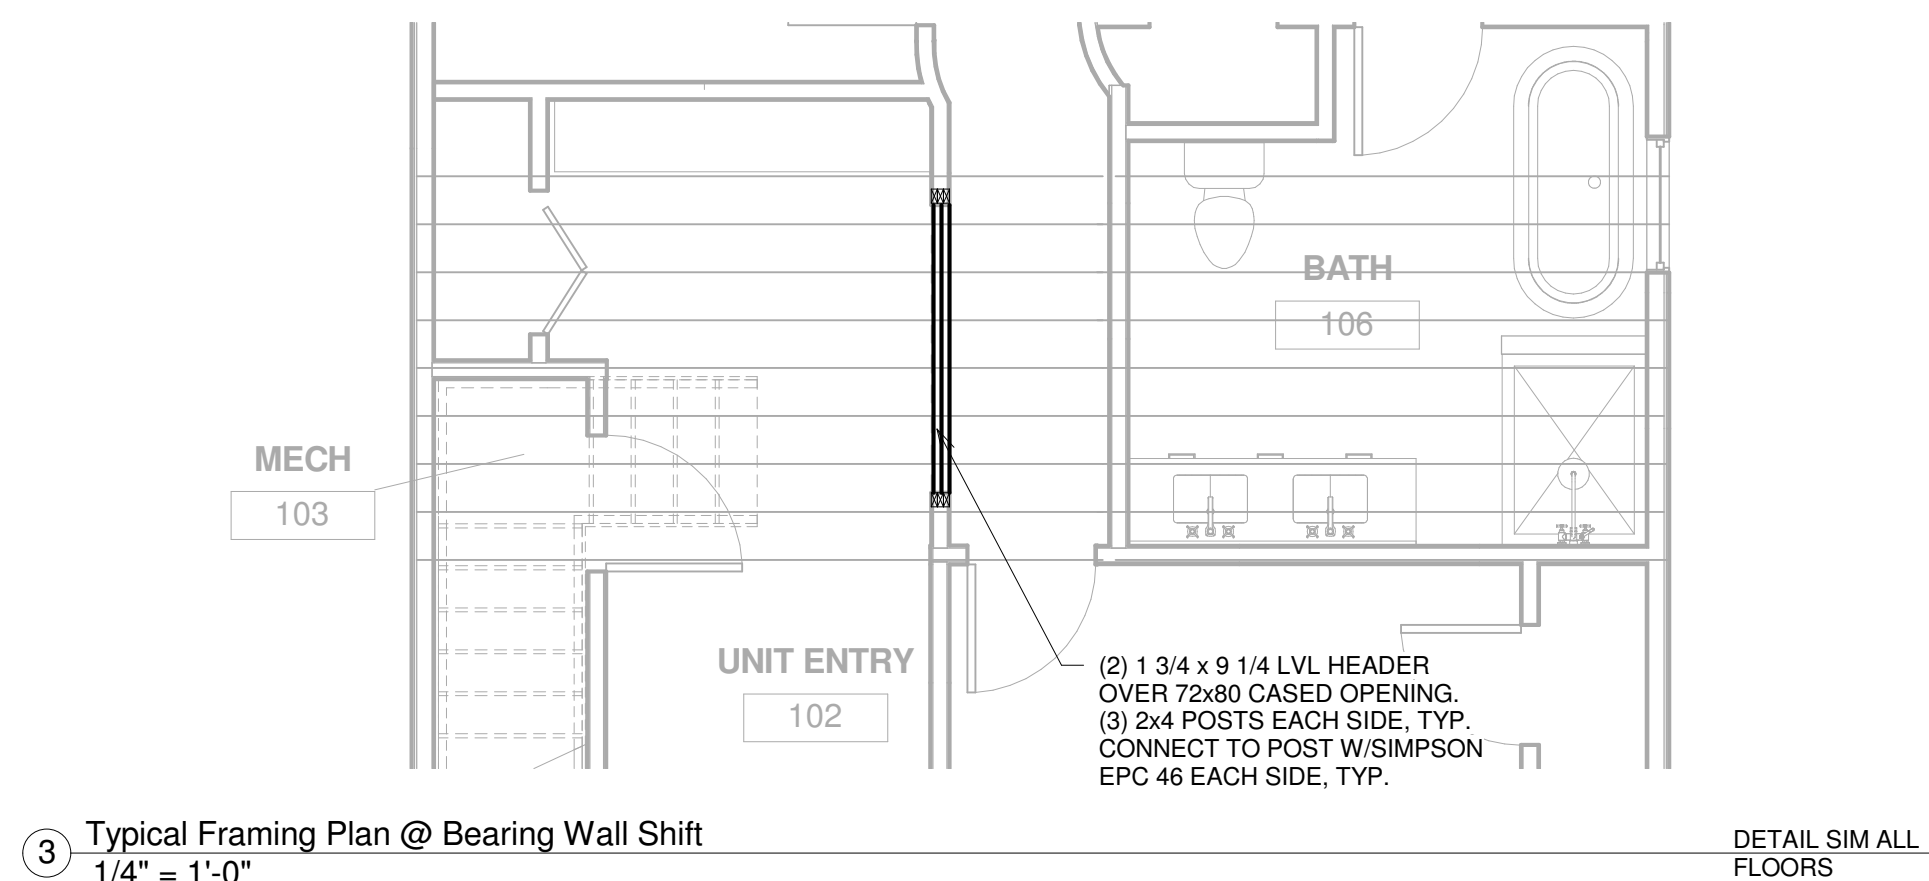 BATH
106
MECH
103
UNIT ENTRY
102
(2) 1 3/4 x 9 1/4 LVL HEADER
OVER 72x80 CASED OPENING.
(3) 2x4 POSTS EACH SIDE, TYP.
CONNECT TO POST W/SIMPSON
EPC 46 EACH SIDE, TYP.
3
Typical Framing Plan @ Bearing Wall Shift
1/4" = 1'-0"
DETAIL SIM ALL
FLOORS